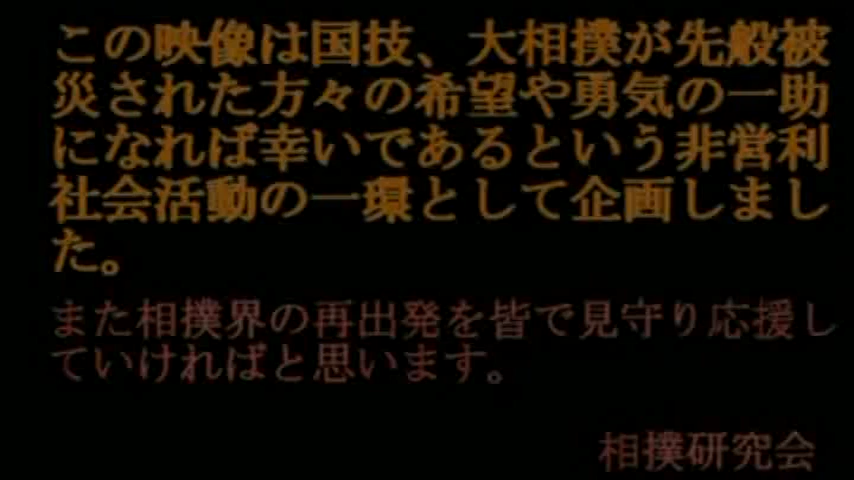 この映像は国技、大相撲が先般被
災された方々の希望や勇気の一助
になれば幸いであるという非営利
社会活動の一環として企画しまし
た。
また相撲界の再出発を皆で見守り応援し
ていければと思います。
相撲研究会